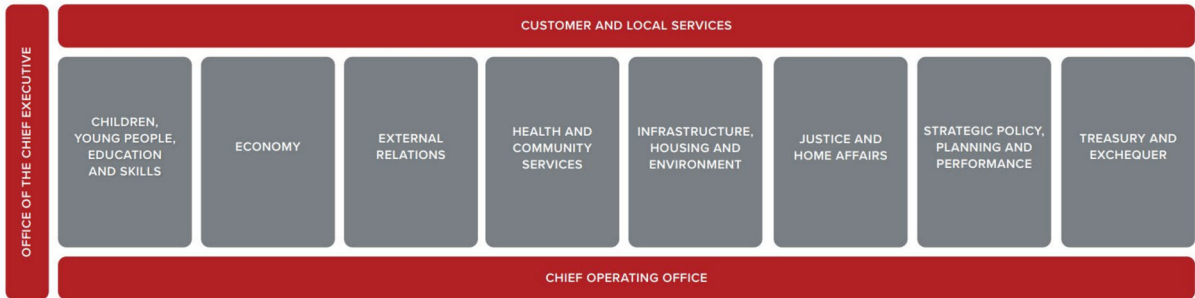 OFFICE OF THE CHIEF EXECUTIVE
CUSTOMER AND LOCAL SERVICES
CHILDREN,
YOUNG PEOPLE,
EDUCATION
AND SKILLS
ECONOMY
EXTERNAL
RELATIONS
HEALTH AND
COMMUNITY
SERVICES
INFRASTRUCTURE,
HOUSING AND
ENVIRONMENT
JUSTICE AND
HOME AFFAIRS
STRATEGIC POLICY,
PLANNING AND
PERFORMANCE
TREASURY AND
EXCHEQUER
CHIEF OPERATING OFFICE